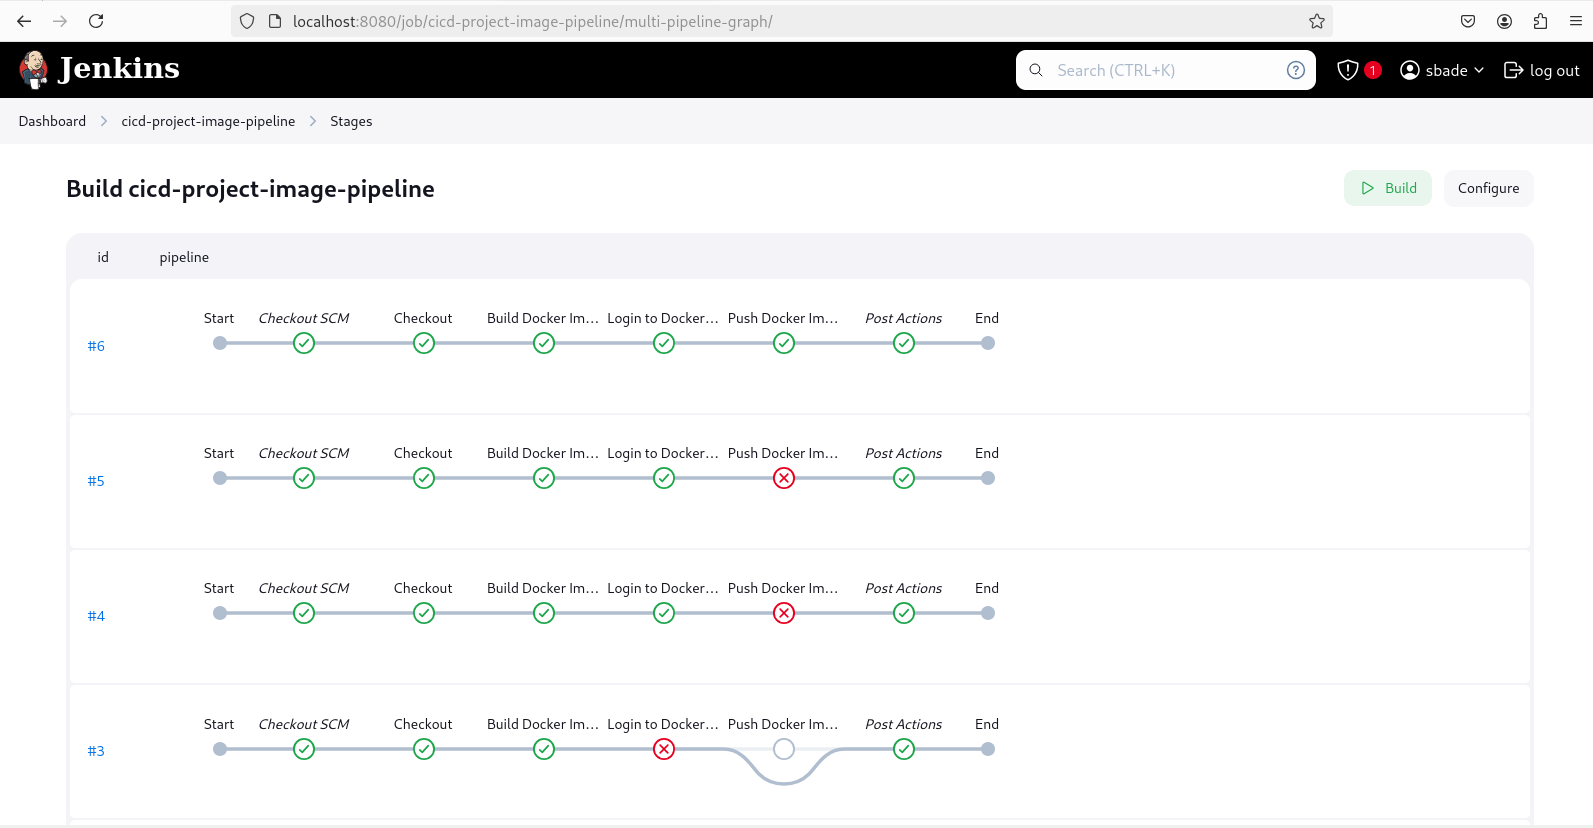 localhost:8080/job/cicd-project-image-pipeline/multi-pipeline-graph/
Jenkins
Search (CTRL+K)
?
1
sbade
log out
Dashboard
cicd-project-image-pipeline
Stages
Build cicd-project-image-pipeline
Build
Configure
id pipeline
Start Checkout SCM Checkout Build Docker Im... Login to Docker... Push Docker Im... Post Actions End
#6
Start Checkout SCM Checkout Build Docker Im... Login to Docker... Push Docker Im... Post Actions End
#5
Start Checkout SCM Checkout Build Docker Im... Login to Docker... Push Docker Im... Post Actions End
#4
Start Checkout SCM Checkout Build Docker Im... Login to Docker... Push Docker Im... Post Actions End
#3